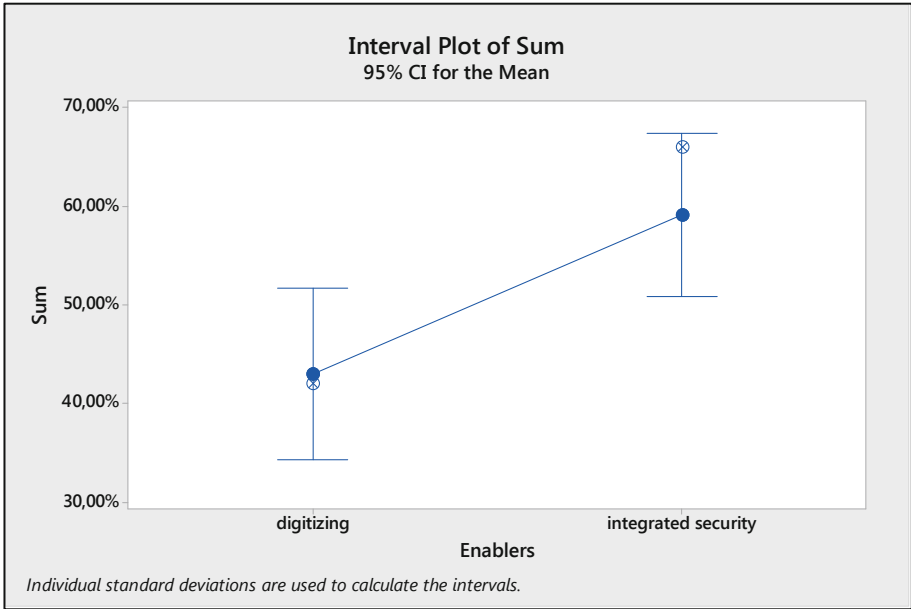 Interval Plot of Sum
95% CI for the Mean
70,00%
60,00%
50,00%
40,00%
30,00%
Sum
digitizing integrated security
Enablers
Individual standard deviations are used to calculate the intervals.